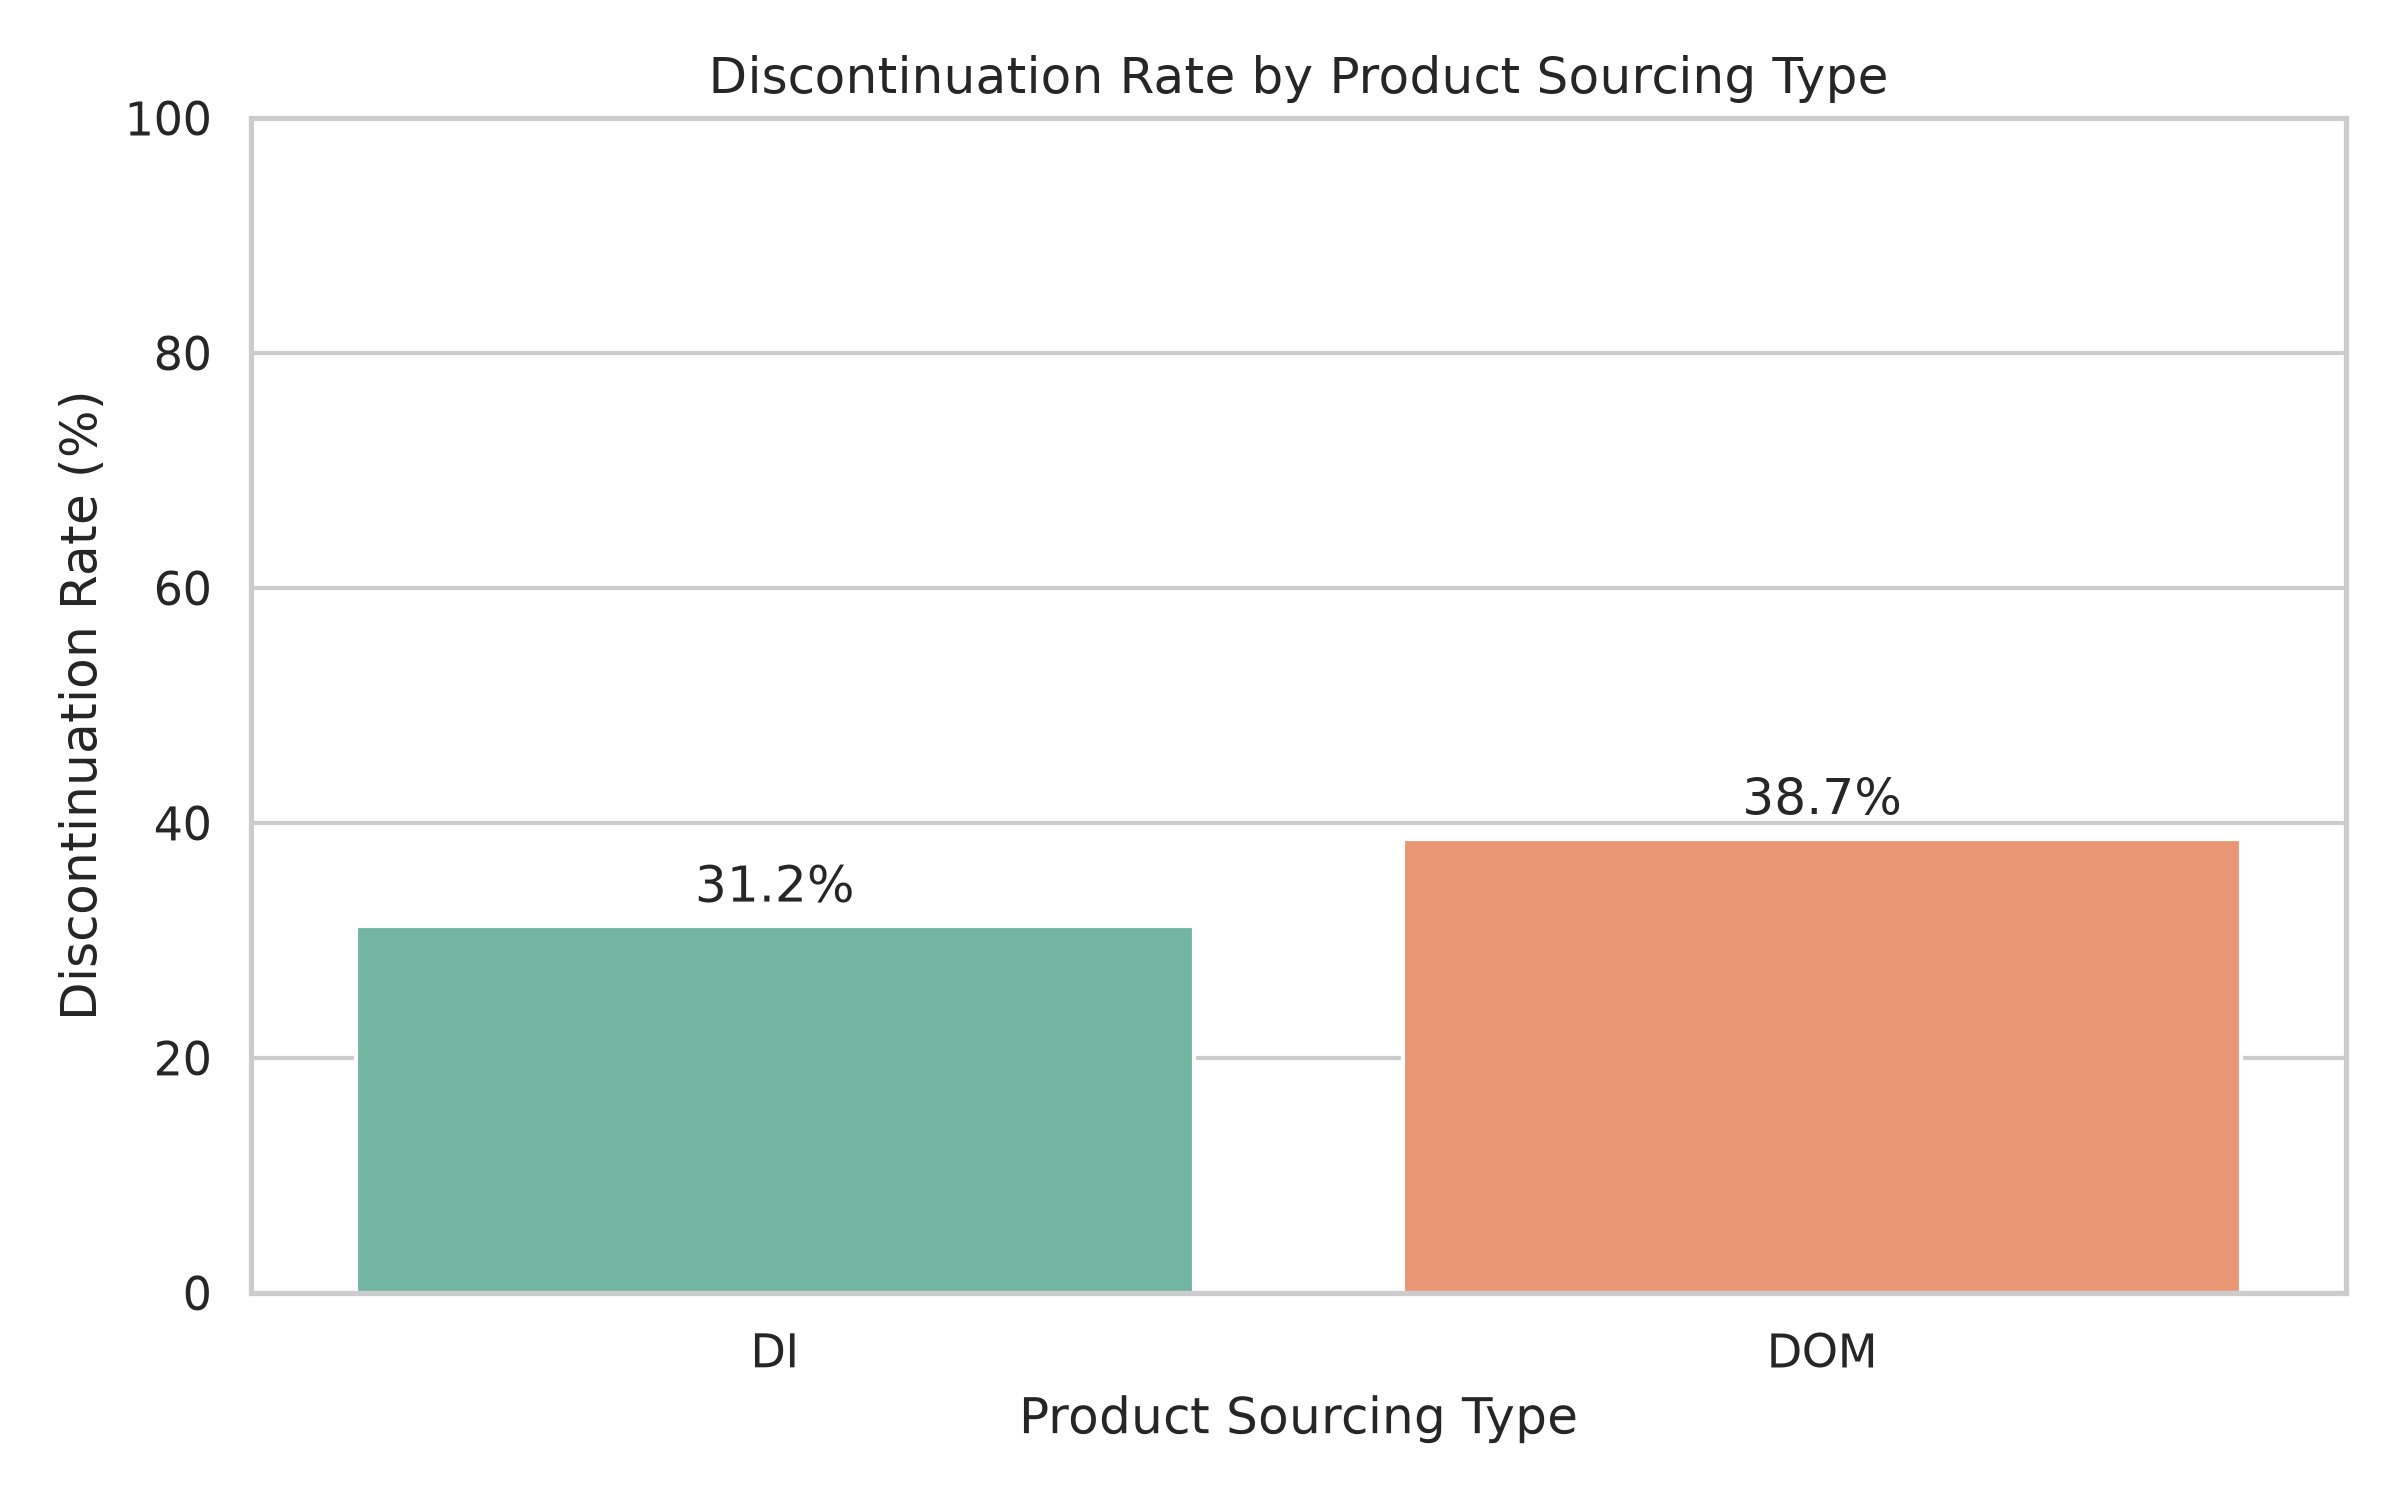 Discontinuation Rate by Product Sourcing Type
Discontinuation Rate (%)
100
80
60
40
20
0
31.2%
38.7%
DI
DOM
Product Sourcing Type